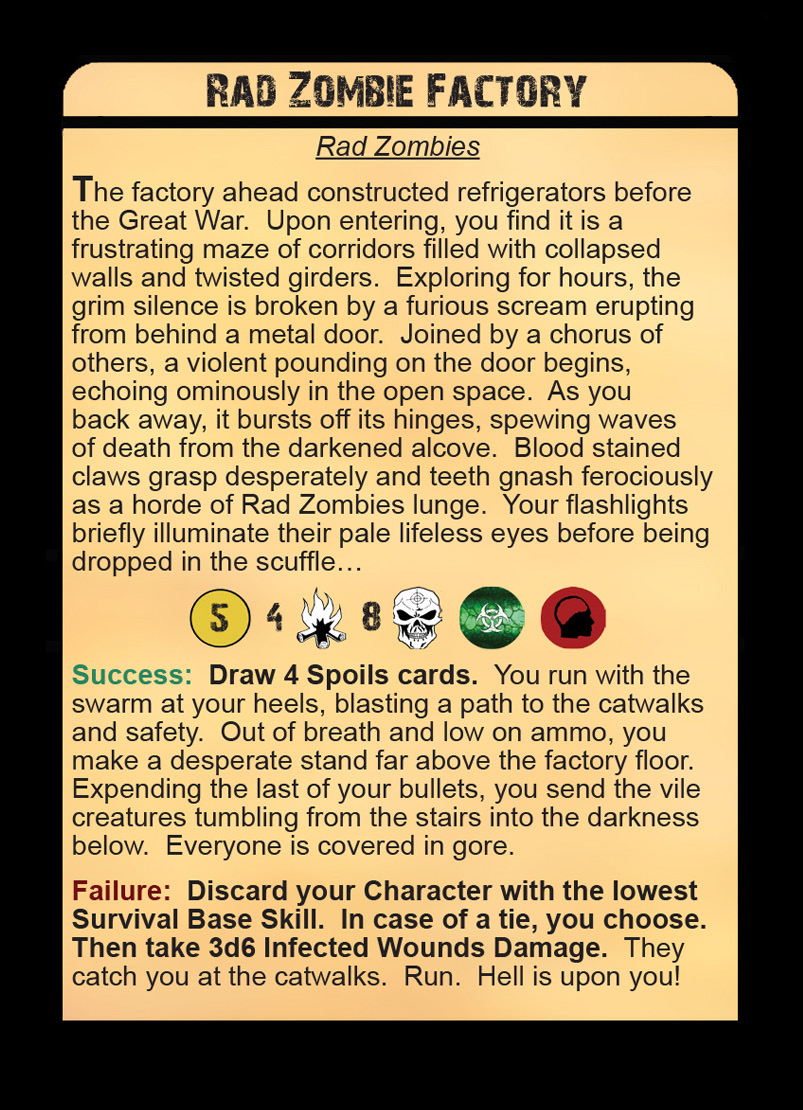 Rad Zombie Factory
Rad Zombies
The factory ahead constructed refrigerators before
the Great War.  Upon entering, you find it is a
frustrating maze of corridors filled with collapsed
walls and twisted girders.  Exploring for hours, the
grim silence is broken by a furious scream erupting
from behind a metal door.  Joined by a chorus of
others, a violent pounding on the door begins,
echoing ominously in the open space.  As you
back away, it bursts off its hinges, spewing waves
of death from the darkened alcove.  Blood stained
claws grasp desperately and teeth gnash ferociously
as a horde of Rad Zombies lunge.  Your flashlights
briefly illuminate their pale lifeless eyes before being
dropped in the scuffle…
5 4 8
Success:  Draw 4 Spoils cards.  You run with the
swarm at your heels, blasting a path to the catwalks
and safety.  Out of breath and low on ammo, you
make a desperate stand far above the factory floor.
Expending the last of your bullets, you send the vile
creatures tumbling from the stairs into the darkness
below.  Everyone is covered in gore.
Failure:  Discard your Character with the lowest
Survival Base Skill.  In case of a tie, you choose.
Then take 3d6 Infected Wounds Damage.  They
catch you at the catwalks.  Run.  Hell is upon you!